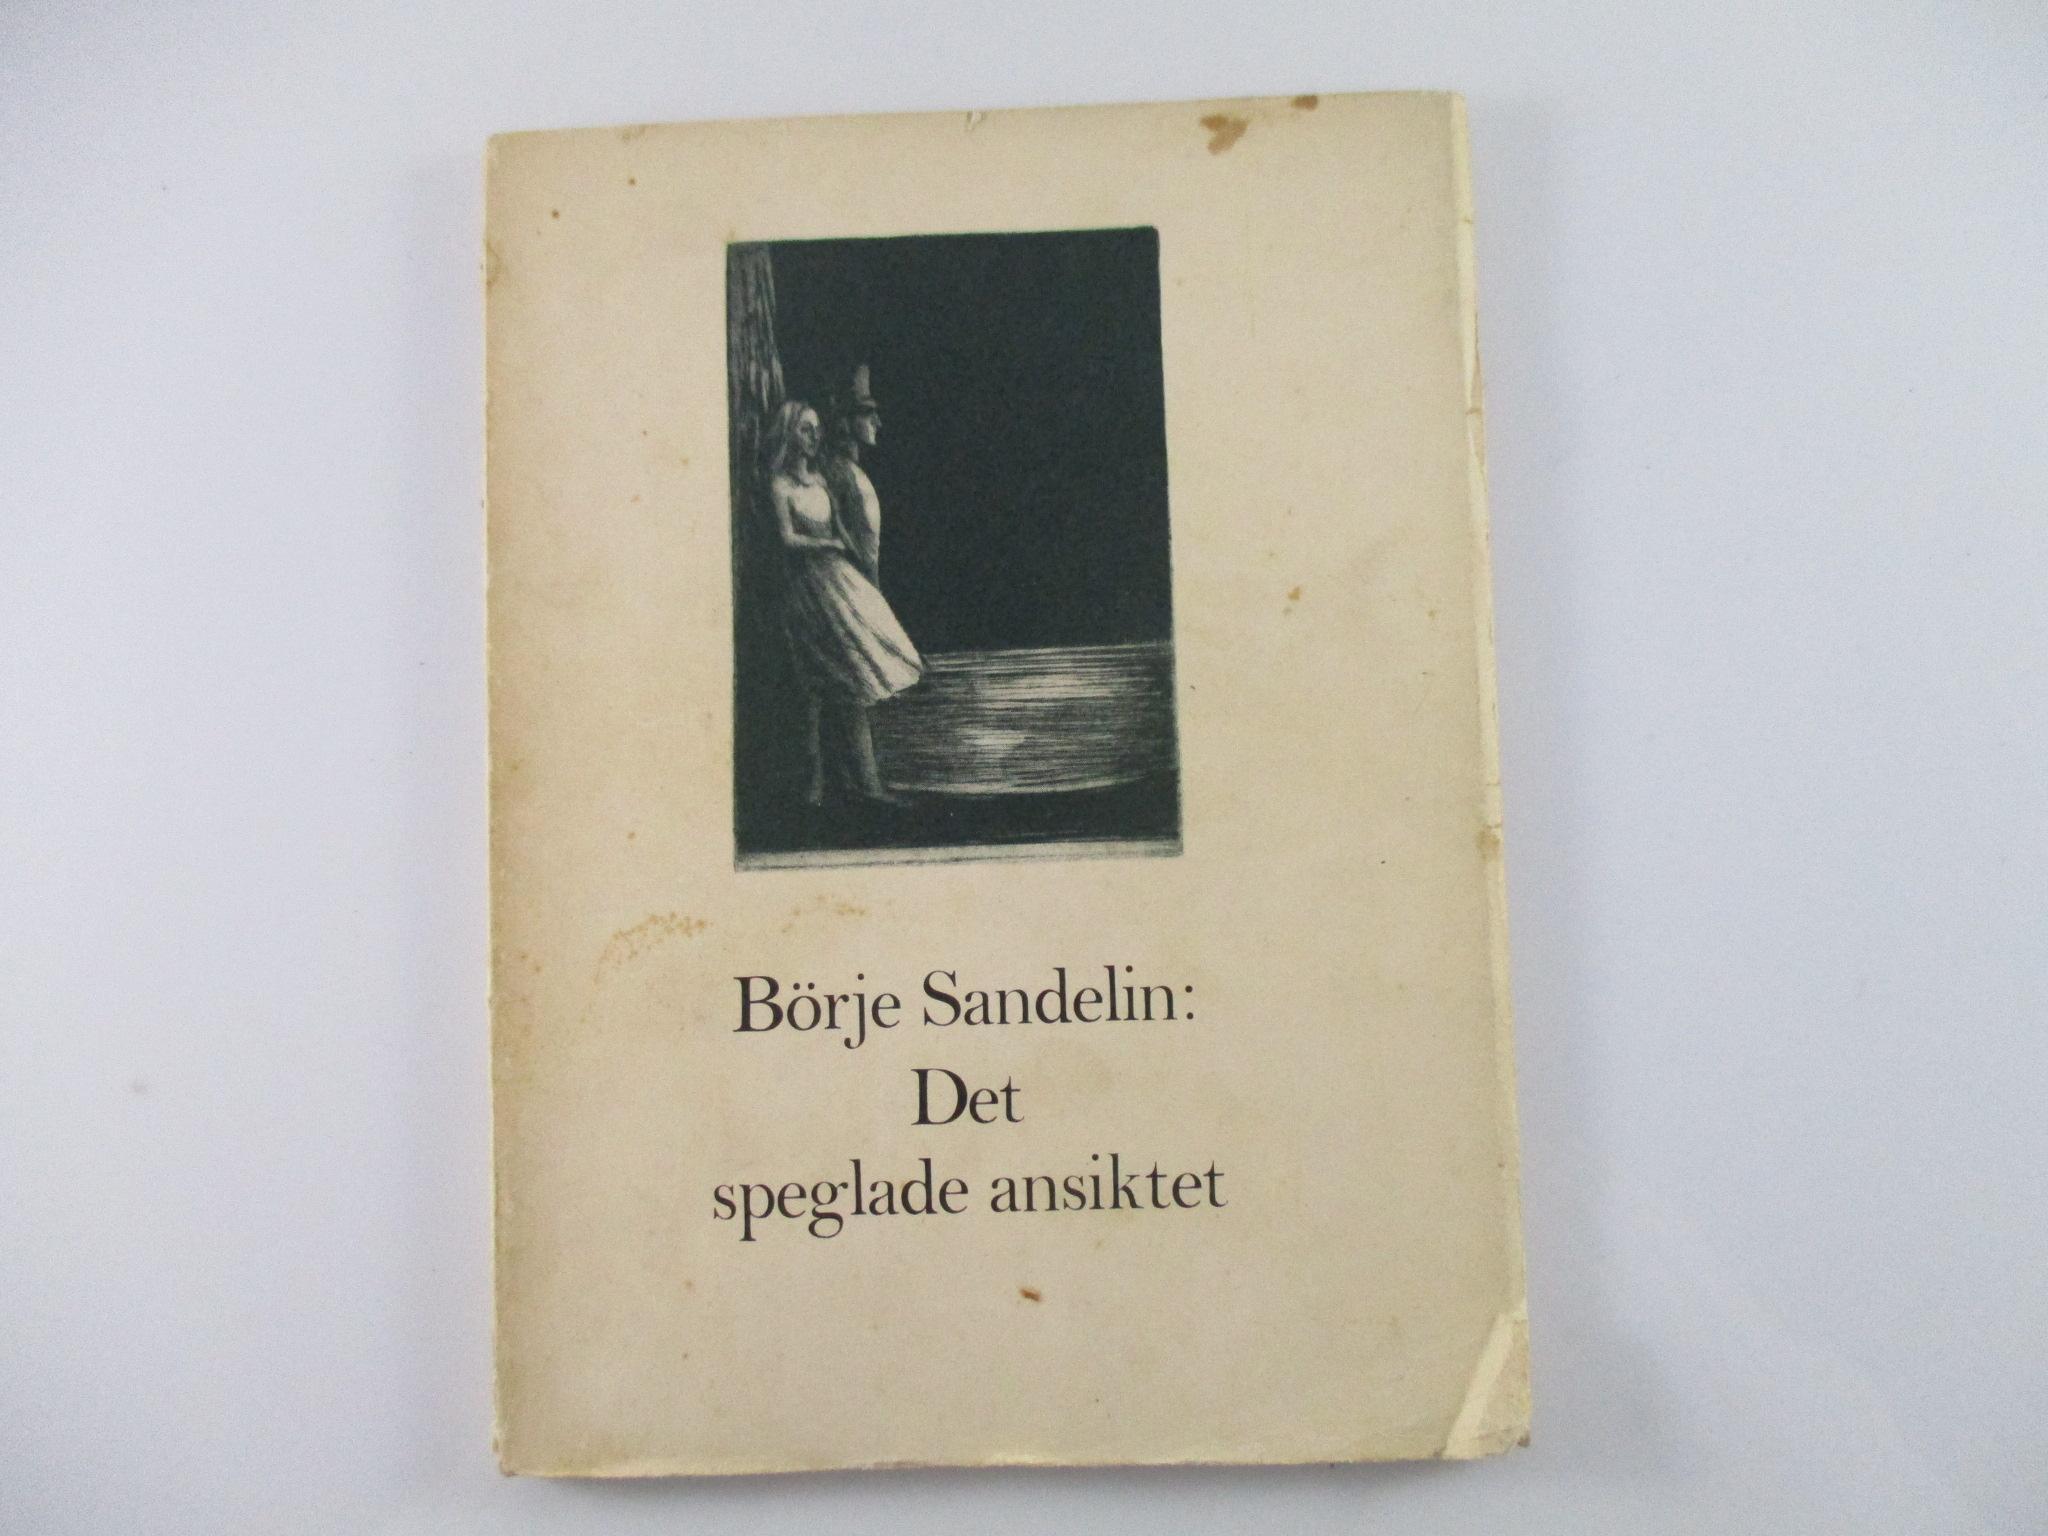 Börje Sandelin:
Det
speglade ansiktet